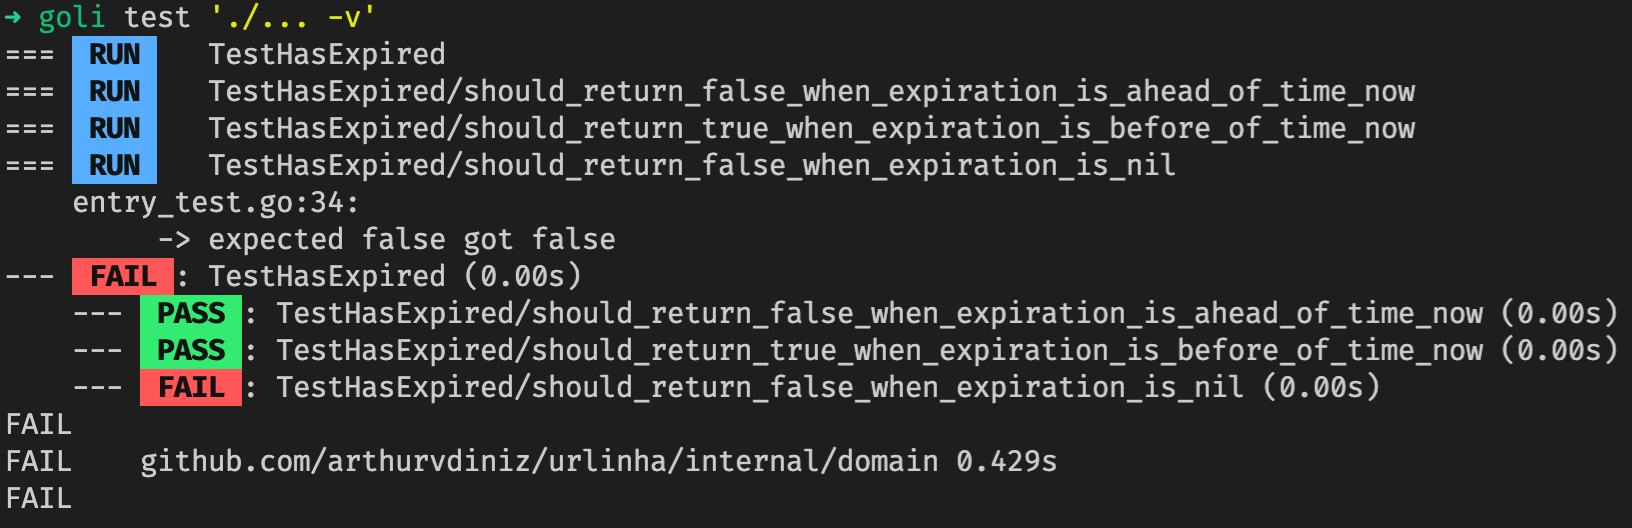 ➜ goli test './... -v'
=== RUN TestHasExpired
=== RUN TestHasExpired/should_return_false_when_expiration_is_ahead_of_time_now
=== RUN TestHasExpired/should_return_true_when_expiration_is_before_of_time_now
=== RUN TestHasExpired/should_return_false_when_expiration_is_nil
entry_test.go:34:
-> expected false got false
--- FAIL : TestHasExpired (0.00s)
--- PASS : TestHasExpired/should_return_false_when_expiration_is_ahead_of_time_now (0.00s)
--- PASS : TestHasExpired/should_return_true_when_expiration_is_before_of_time_now (0.00s)
--- FAIL : TestHasExpired/should_return_false_when_expiration_is_nil (0.00s)
FAIL
FAIL github.com/arthurvdiniz/urlinha/internal/domain 0.429s
FAIL